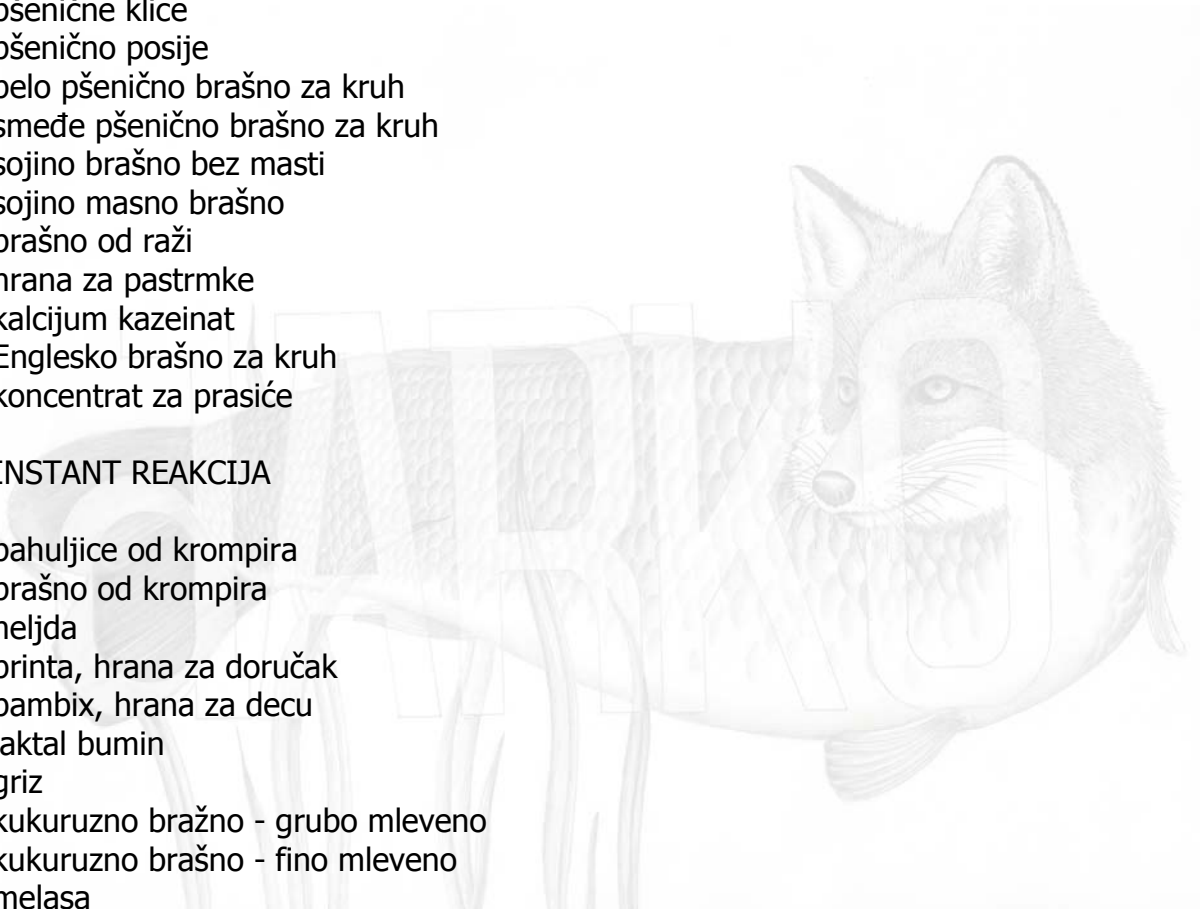 pšenične klice
pšenično posije
belo pšenično brašno za kruh
smeđe pšenično brašno za kruh
sojino brašno bez masti
sojino masno brašno
brašno od raži
hrana za pastrmke
kalcijum kazeinat
Englesko brašno za kruh
koncentrat za prasiće
INSTANT REAKCIJA
pahuljice od krompira
brašno od krompira
heljda
brinta, hrana za doručak
bambix, hrana za decu
laktal bumin
griz
kukuruzno bražno - grubo mleveno
kukuruzno brašno - fino mleveno
melasa
ŽARKO